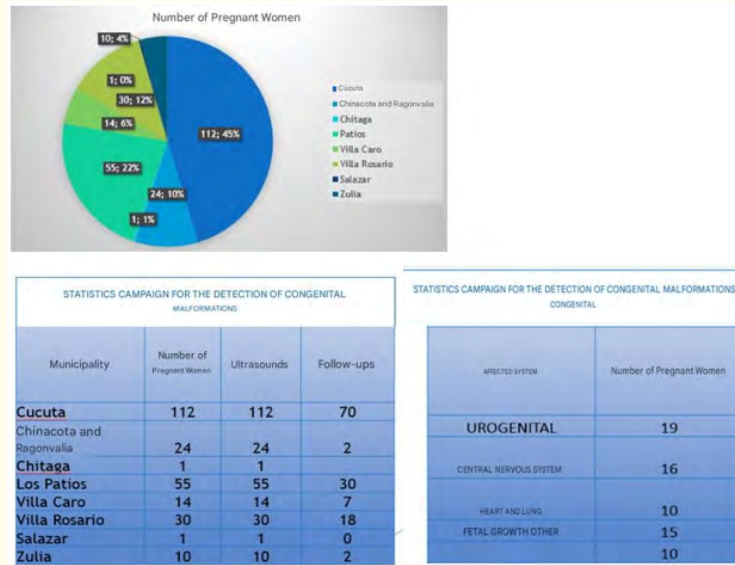 Number of Pregnant Women
10; 4%
1; 0%
30; 12%
14; 6%
112; 45%
55; 22%
24; 10%
1; 1%
Cúcuta
Chinacota and Ragonvalia
Chitaga
Patios
Villa Caro
Villa Rosario
Salazar
Zulia
STATISTICS CAMPAIGN FOR THE DETECTION OF CONGENITAL
MALFORMATIONS
Municipality Number of Pregnant Women Ultrasounds Follow-ups
Cucuta 112 112 70
Chinacota and
Ragonvalia 24 24 2
Chitaga 1 1
Los Patios 55 55 30
Villa Caro 14 14 7
Villa Rosario 30 30 18
Salazar 1 1 0
Zulia 10 10 2
STATISTICS CAMPAIGN FOR THE DETECTION OF CONGENITAL MALFORMATIONS
CONGENITAL
AFFECTED SYSTEM Number of Pregnant Women
UROGENITAL 19
CENTRAL NERVOUS SYSTEM 16
HEART AND LUNG 10
FETAL GROWTH OTHER 15
10